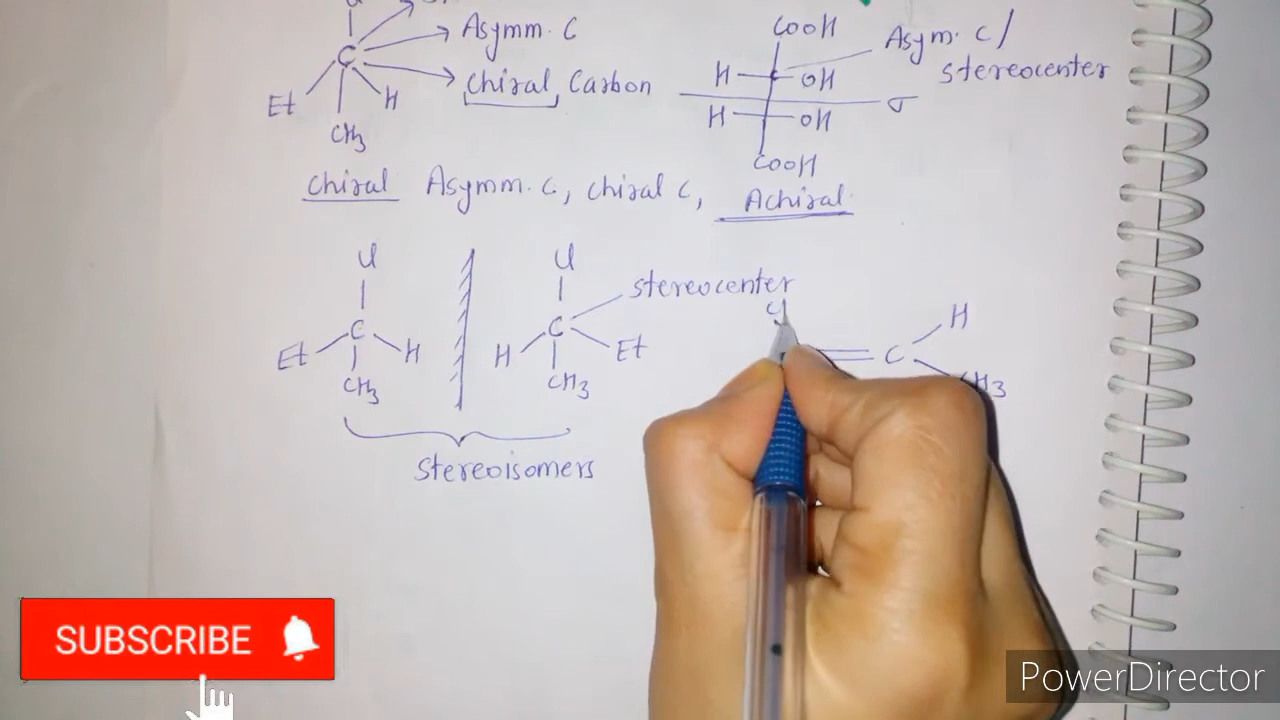 Asymm. C
Chiral Carbon
Et
H
CH3
COOH
H OH
H OH
COOH
σ
Asym. C/
stereocenter
Chiral Asymm. C, Chiral C, Achiral
Cl
C
Et H
CH3
Cl
C
H Et
CH3
stereocenter
Stereoisomers
H
C
SUBSCRIBE
PowerDirector